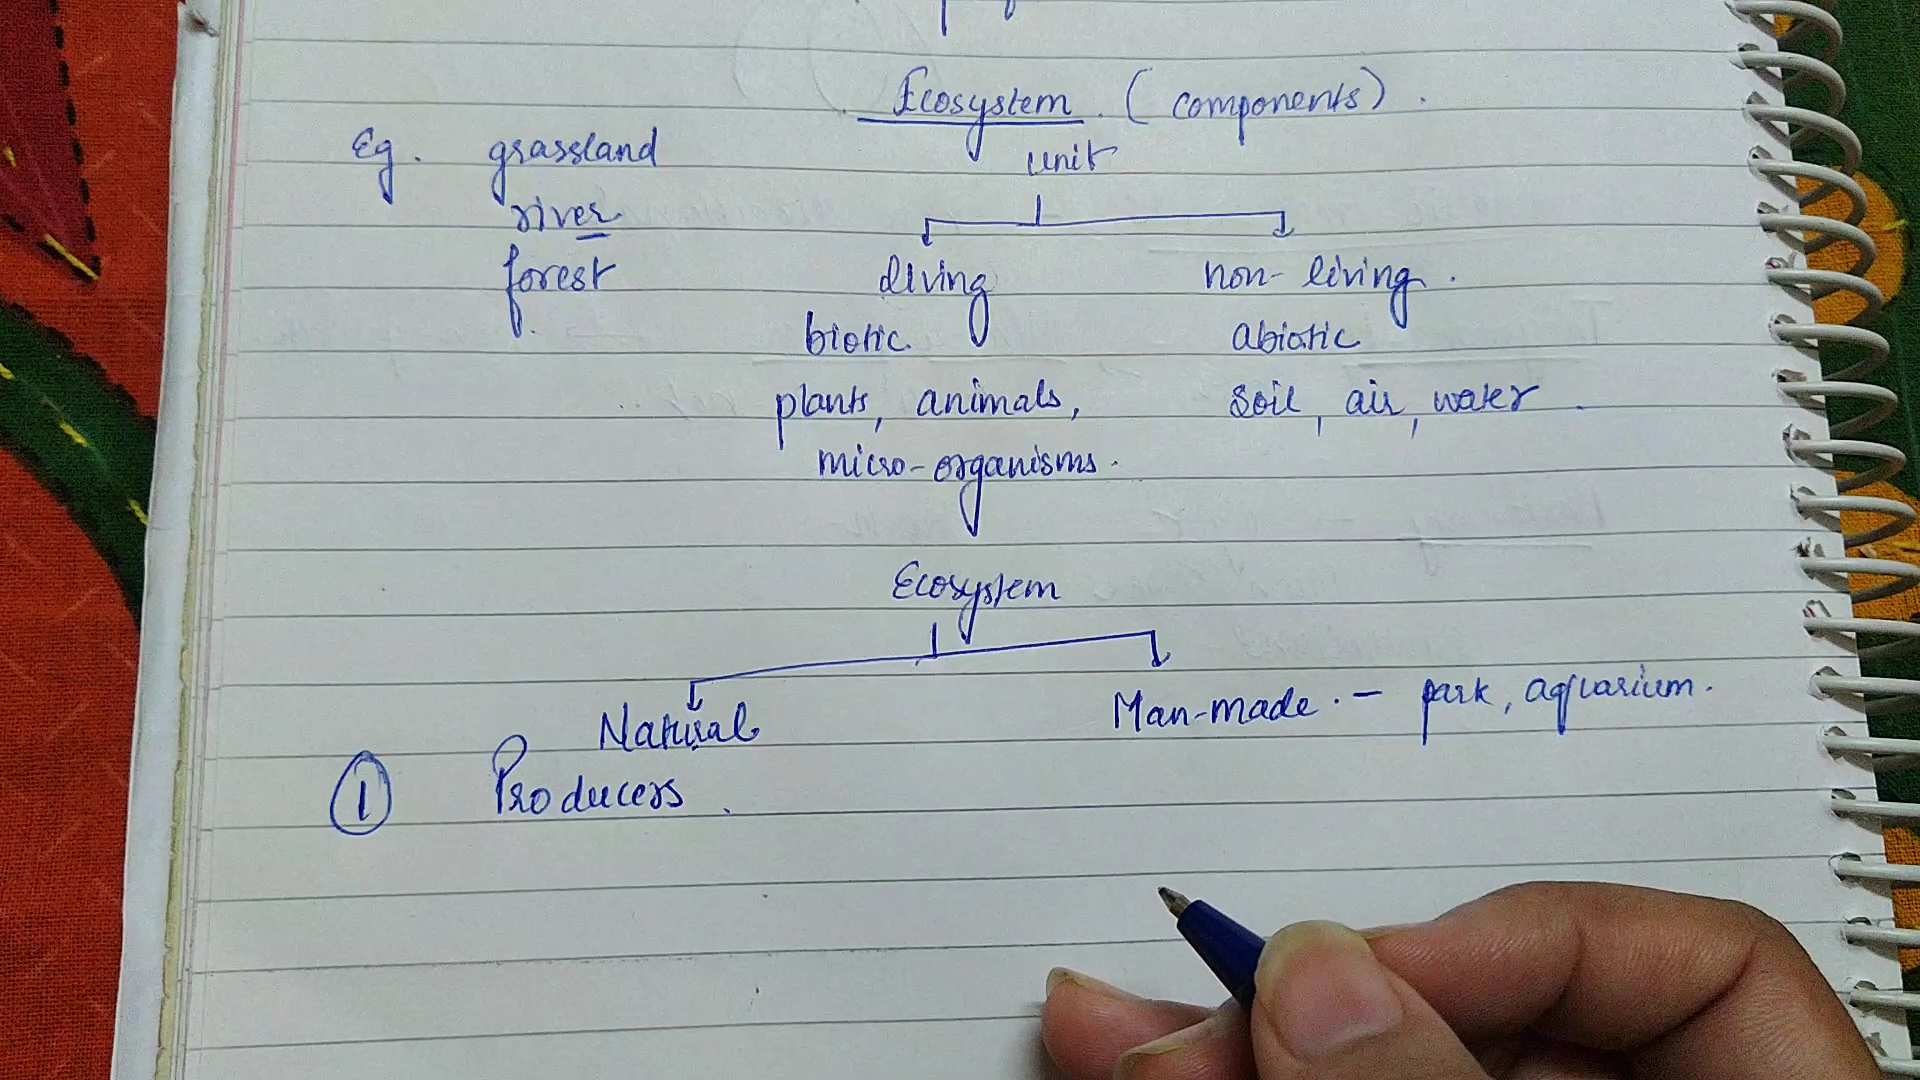 Ecosystem. (components).
Eg. grassland unit
river
forest living non-living.
biotic. abiotic
plants, animals, soil, air, water.
micro-organisms.
Ecosystem
Natural Man-made. - park, aquarium.
① Producers.